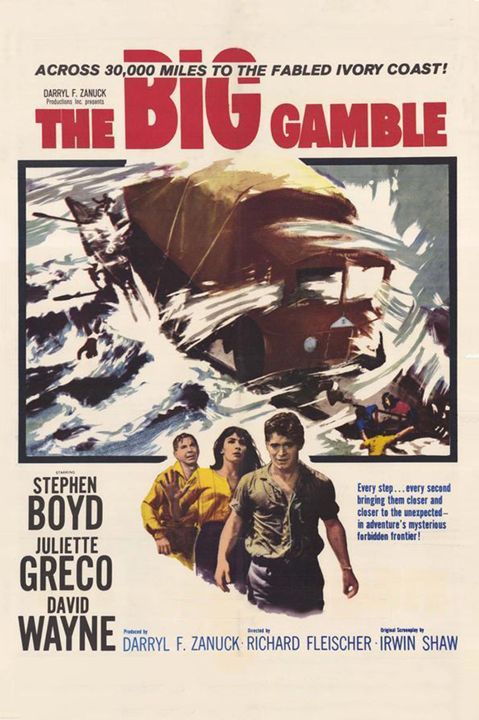 ACROSS 30,000 MILES TO THE FABLED IVORY COAST!
DARRYL F. ZANUCK
Productions Inc. presents
THE BIG GAMBLE
STARRING
STEPHEN
BOYD
JULIETTE
GRECO
DAVID
WAYNE
Every step...every second
bringing them closer and
closer to the unexpected—
in adventure's mysterious
forbidden frontier!
Produced by
DARRYL F. ZANUCK·
Directed by
RICHARD FLEISCHER·
Original Screenplay by
IRWIN SHAW